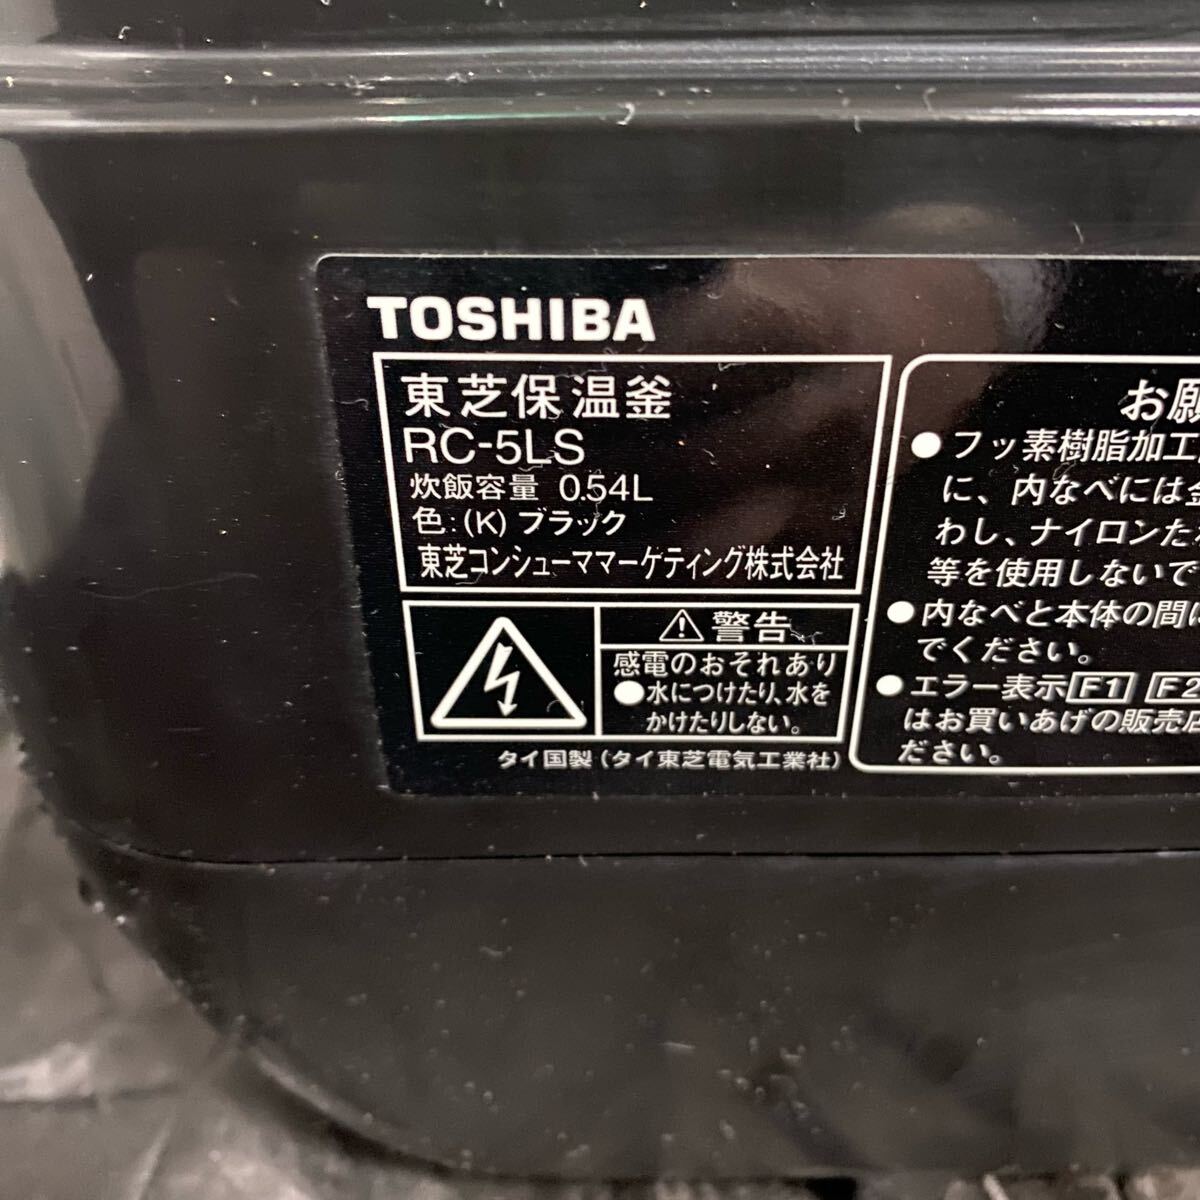 TOSHIBA
東芝保温釜
RC-5LS
炊飯容量 0.54L
色:(K) ブラック
東芝コンシューママーケティング株式会社
警告
感電のおそれあり
●水につけたり、水を
かけたりしない。
タイ国製(タイ東芝電気工業社)
お願
●フッ素樹脂加工
に、内なべには金
わし、ナイロンた
等を使用しないで
●内なべと本体の間に
でください。
●エラー表示F1 F2
はお買いあげの販売店
ださい。